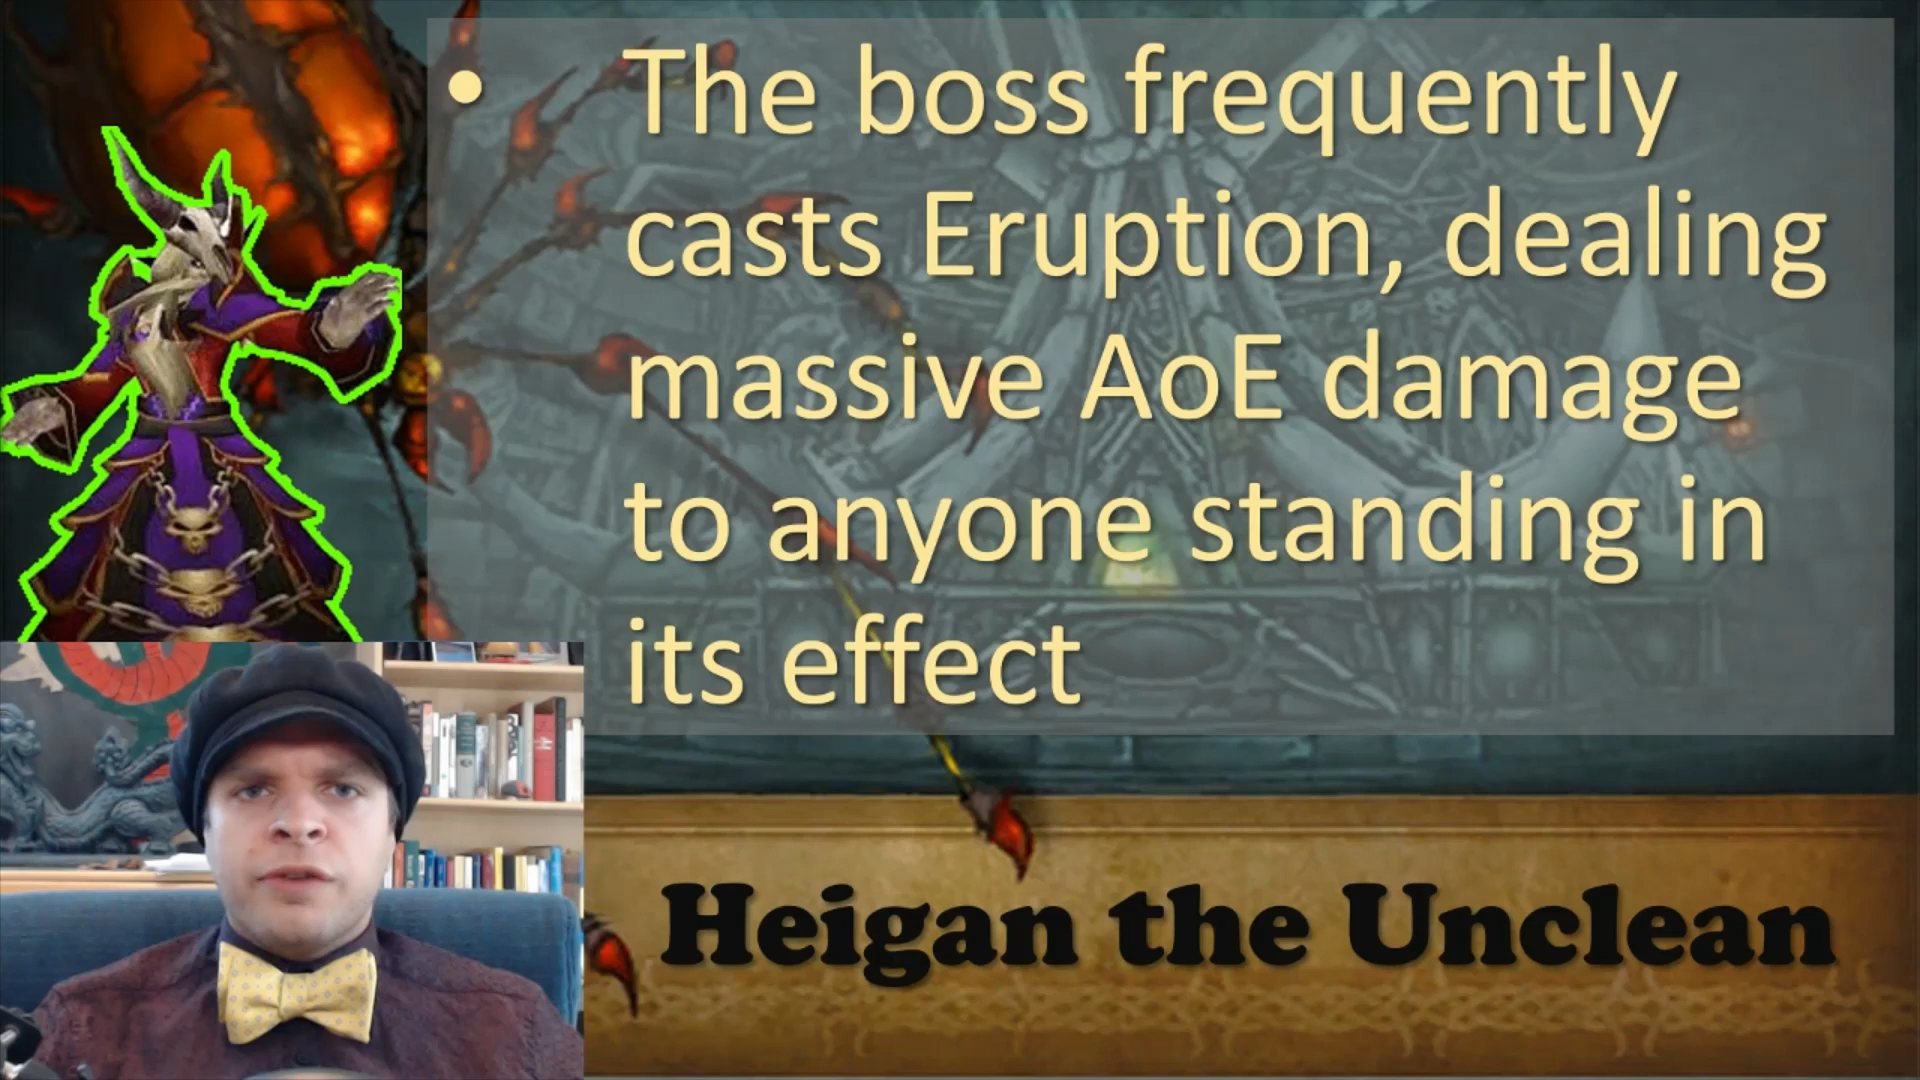 • The boss frequently
casts Eruption, dealing
massive AoE damage
to anyone standing in
its effect
Heigan the Unclean